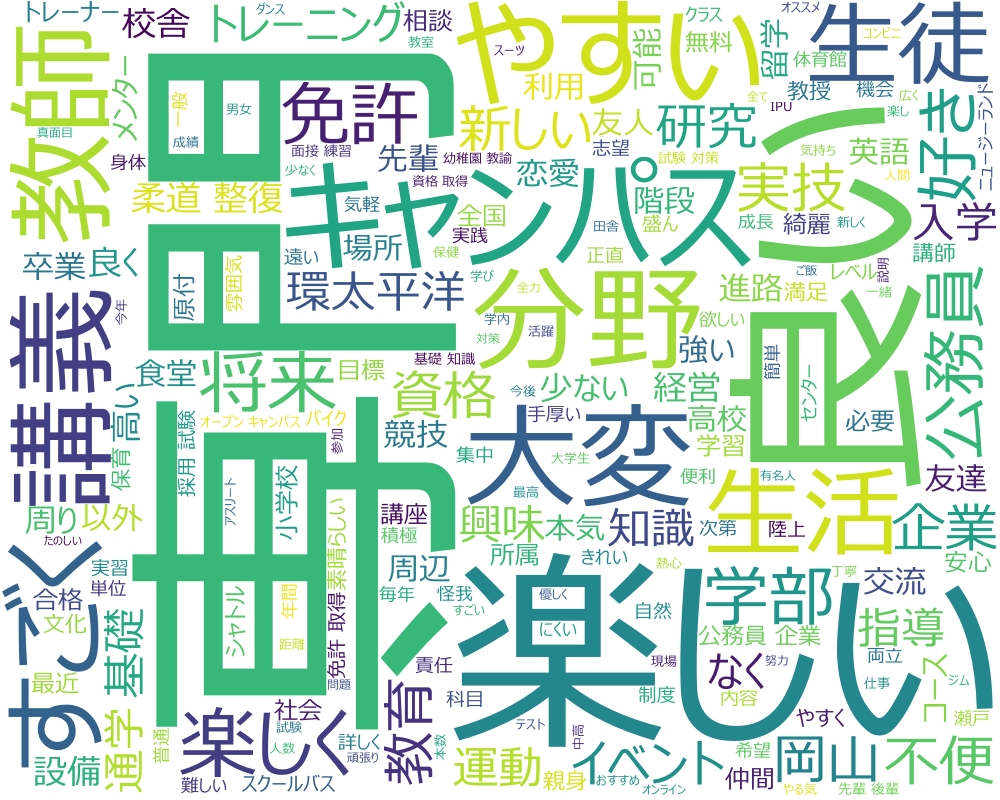 トレーナー
校舎
トレーニング
相談
ダンス
教室
やすい
クラス
スーツ
可能
無料
留学
オススメ
コンビニ
体育館
生徒
教師
メンター
専門
一般
成績
男女
免許
利用
新しい
友人
研究
教授
IPU
機会
全て
広く
楽し
好き
ニュージーランド
真面目
身体
面接 練習
先輩
幼稚園 教諭
志望
試験 対策
気持ち
英語
人間
柔道 整復
少なく
資格 取得
恋愛
階段
実技
入学
気軽
全国
盛ん
成長
綺麗
新しく
キャンパス
良い
卒業
良く
原付
雰囲気
遠い
場所
実践
保健
田舎
正直
ご飯
レベル
講師
説明
一緒
環太平洋
学び
全力
分野
進路
満足
公務員
講義
今年
学内
対策
活躍
欲しい
強い
簡単
センター
食堂
将来
目標
基礎 知識
資格
今後
少ない
経営
高い
保育
採用 試験
オープン キャンパス
バイク
参加
競技
大変
手厚い
高校
必要
学習
集中
大学生
便利
有名人
友達
アスリート
小学校
素晴らしい
講座
積極
最高
周り
以外
興味
本気
知識
次第
陸上
生活
企業
たのしい
周辺
所属
きれい
すごく
実習
単位
合格
文化
シャトル
年間
距離
免許 取得
毎年
怪我
すごい
楽しい
優しく
にくい
熱心
自然
学部
丁寧
安心
交流
基礎
責任
公務員 企業
指導
最近
問題
教育
科目
現場
制度
なく
努力
内容
両立
仕事
コース
ジム
瀬戸
通学
設備
普通
楽しく
社会
試験
人数
詳しく
頑張り
本数
テスト
中高
やすく
岡山
不便
難しい
スクールバス
運動
親身
イベント
おすすめ
オンライン
希望
仲間
やる気
先輩 後輩